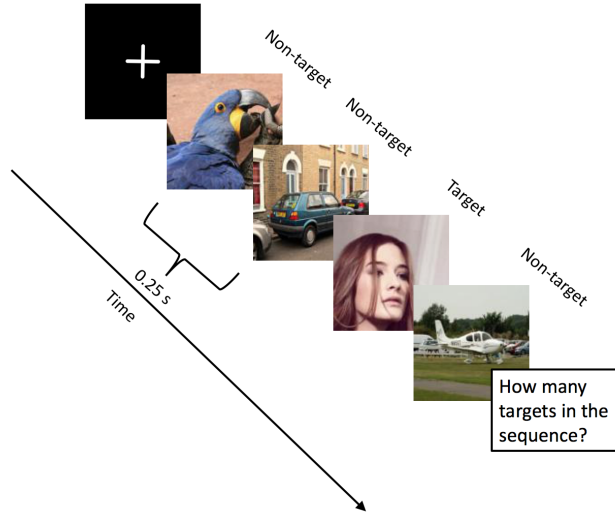 Non-target
Non-target
Target
Non-target
0.25 s
Time
How many
targets in the
sequence?